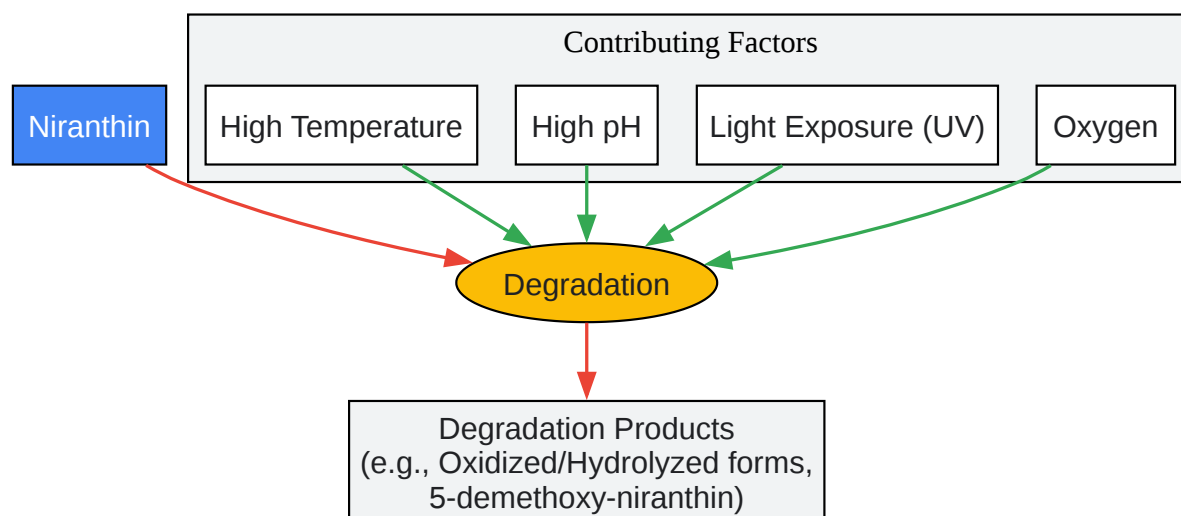 Contributing Factors
Niranthin
High Temperature
High pH
Light Exposure (UV)
Oxygen
Degradation
Degradation Products
(e.g., Oxidized/Hydrolyzed forms,
5-demethoxy-niranthin)